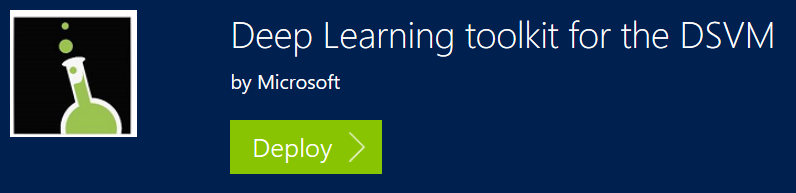 Deep Learning toolkit for the DSVM
by Microsoft
Deploy